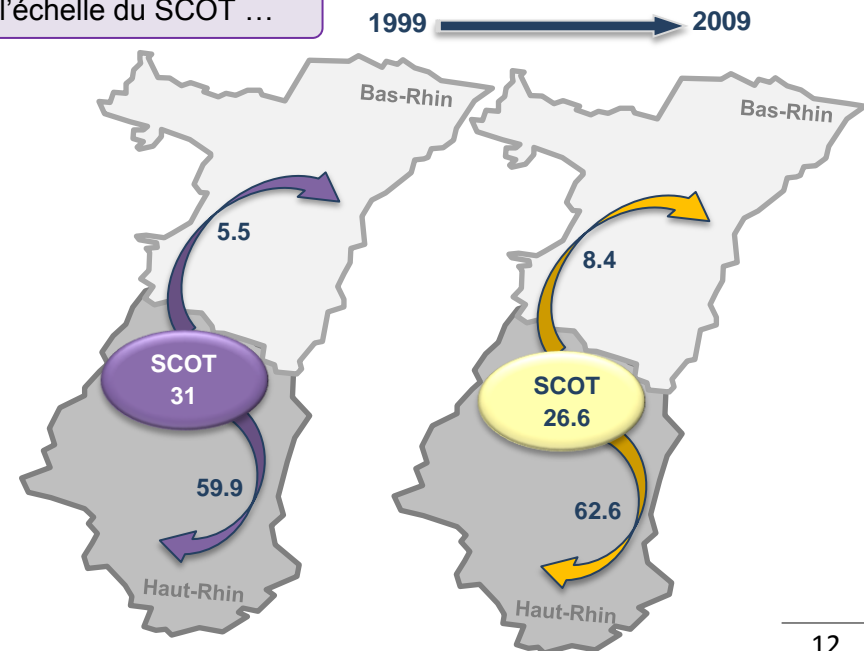 l'échelle du SCOT …
1999
2009
Bas-Rhin
5.5
SCOT
31
59.9
Haut-Rhin
Bas-Rhin
8.4
SCOT
26.6
62.6
Haut-Rhin
12